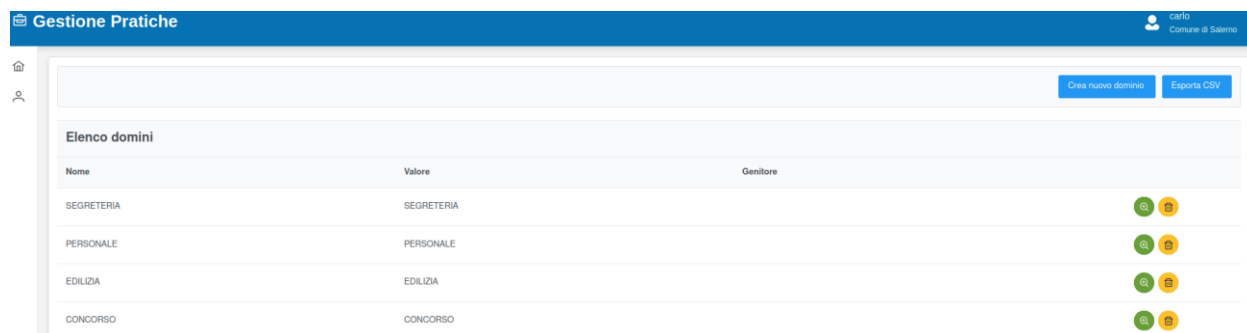 Gestione Pratiche
carlo
Comune di Salerno
Crea nuovo dominio Esporta CSV
Elenco domini
Nome Valore Genitore
SEGRETERIA SEGRETERIA
PERSONALE PERSONALE
EDILIZIA EDILIZIA
CONCORSO CONCORSO